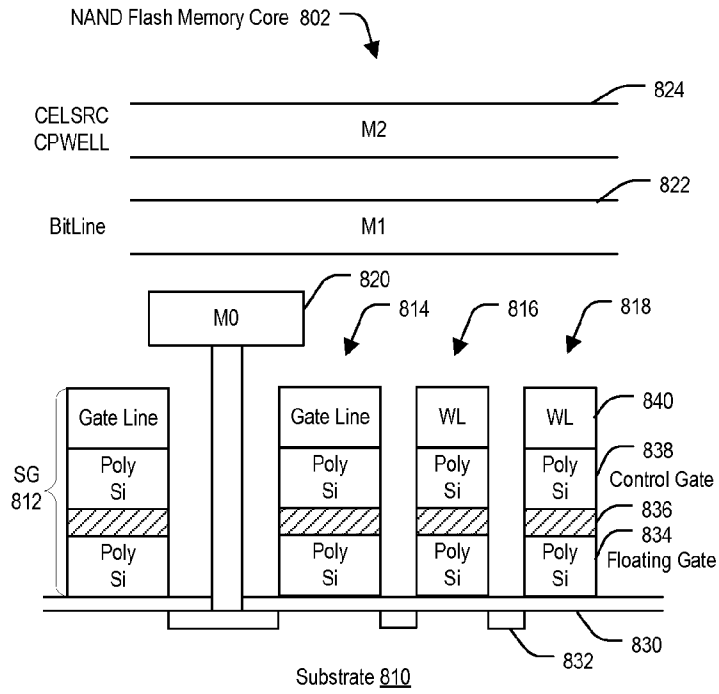 NAND Flash Memory Core 802
824
CELSRC
CPWELL
M2
822
BitLine
M1
820
M0
814
816
818
Gate Line
Gate Line
WL
WL
840
838
Poly
Si
Poly
Si
Poly
Si
Poly
Si
Control Gate
SG
812
836
834
Poly
Si
Poly
Si
Poly
Si
Poly
Si
Floating Gate
830
832
Substrate 810